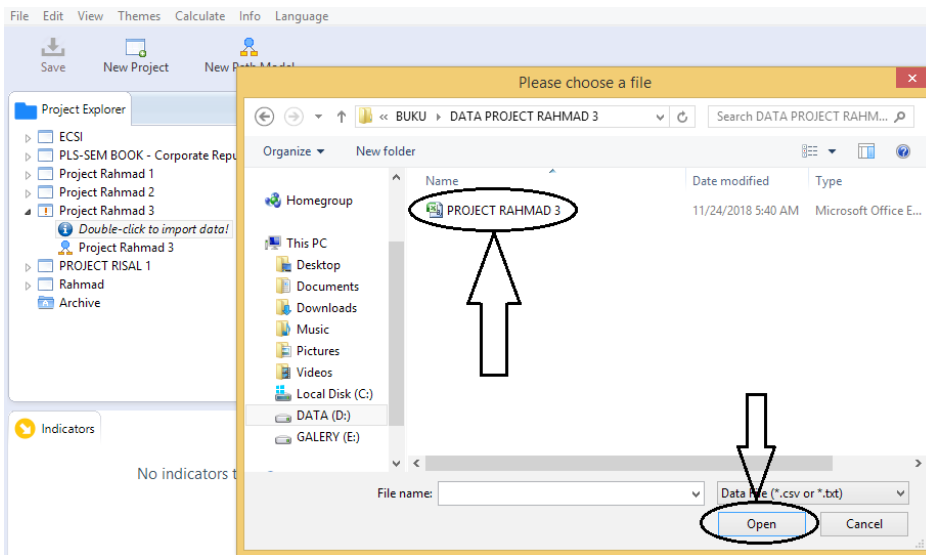 File Edit View Themes Calculate Info Language
Save New Project New Path Model
Please choose a file
Project Explorer
« BUKU DATA PROJECT RAHMAD 3
Search DATA PROJECT RAHM...
Organize New folder
ECSI
PLS-SEM BOOK - Corporate Repu
Project Rahmad 1
Project Rahmad 2
Project Rahmad 3
Double-click to import data!
Project Rahmad 3
PROJECT RISAL 1
Rahmad
Archive
Homegroup
This PC
Desktop
Documents
Downloads
Music
Pictures
Videos
Local Disk (C:)
DATA (D:)
GALERY (E:)
Name Date modified Type
PROJECT RAHMAD 3 11/24/2018 5:40 AM Microsoft Office E...
Indicators
No indicators t
File name: Data File (*.csv or *.txt)
Open Cancel